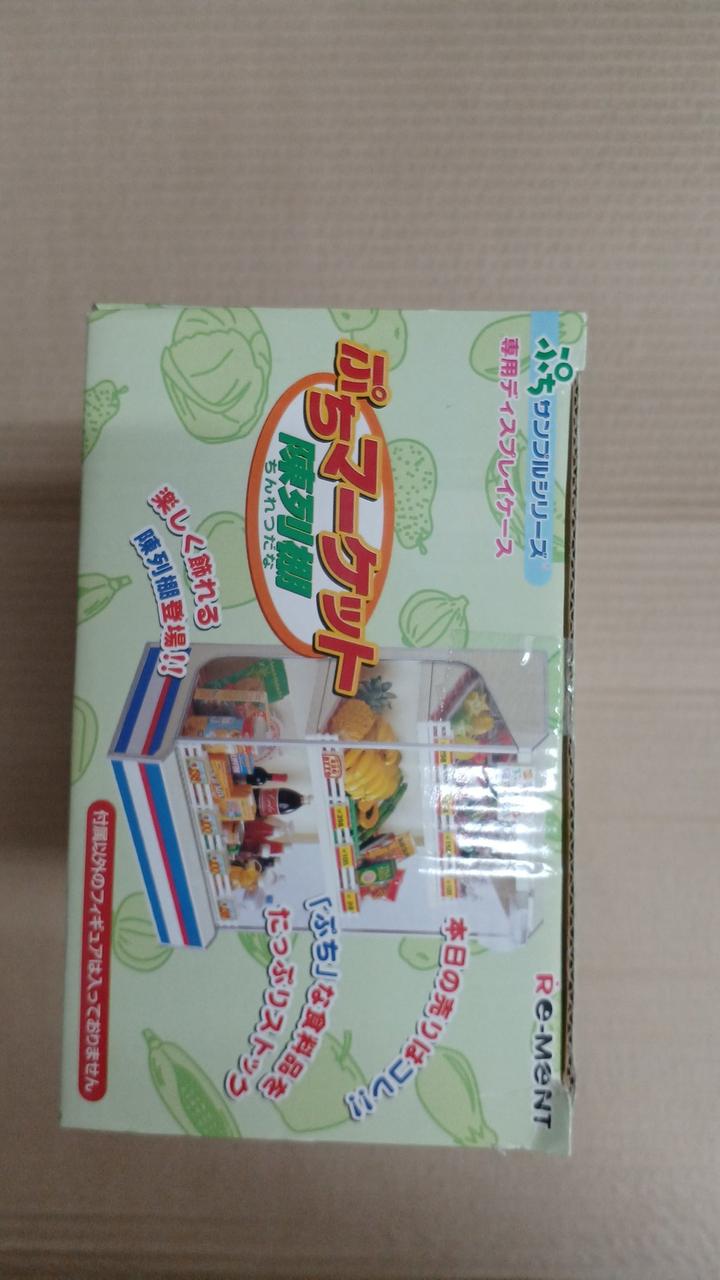 ぷちサンプルシリーズ
専用ディスプレイケース
Re-MeNT
ぷちマーケット
陳列棚
ちんれつだな
楽しく飾れる
陳列棚登場!!
本日の売りはコレ!!
「ぷち」な食料品を
たっぷりストック
付属以外のフィギュアは入っておりません